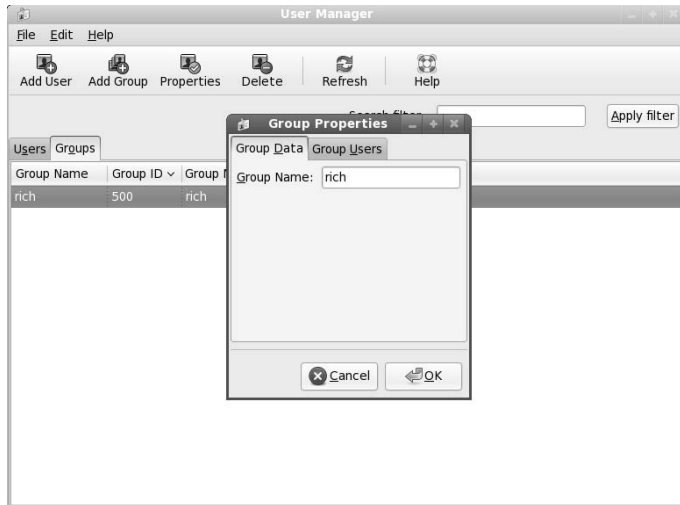 User Manager
File Edit Help
Add User Add Group Properties Delete Refresh Help
Apply filter
Group Properties
Users Groups
Group Data Group Users
Group Name Group ID Group
Group Name: rich
rich 500 rich
Cancel OK